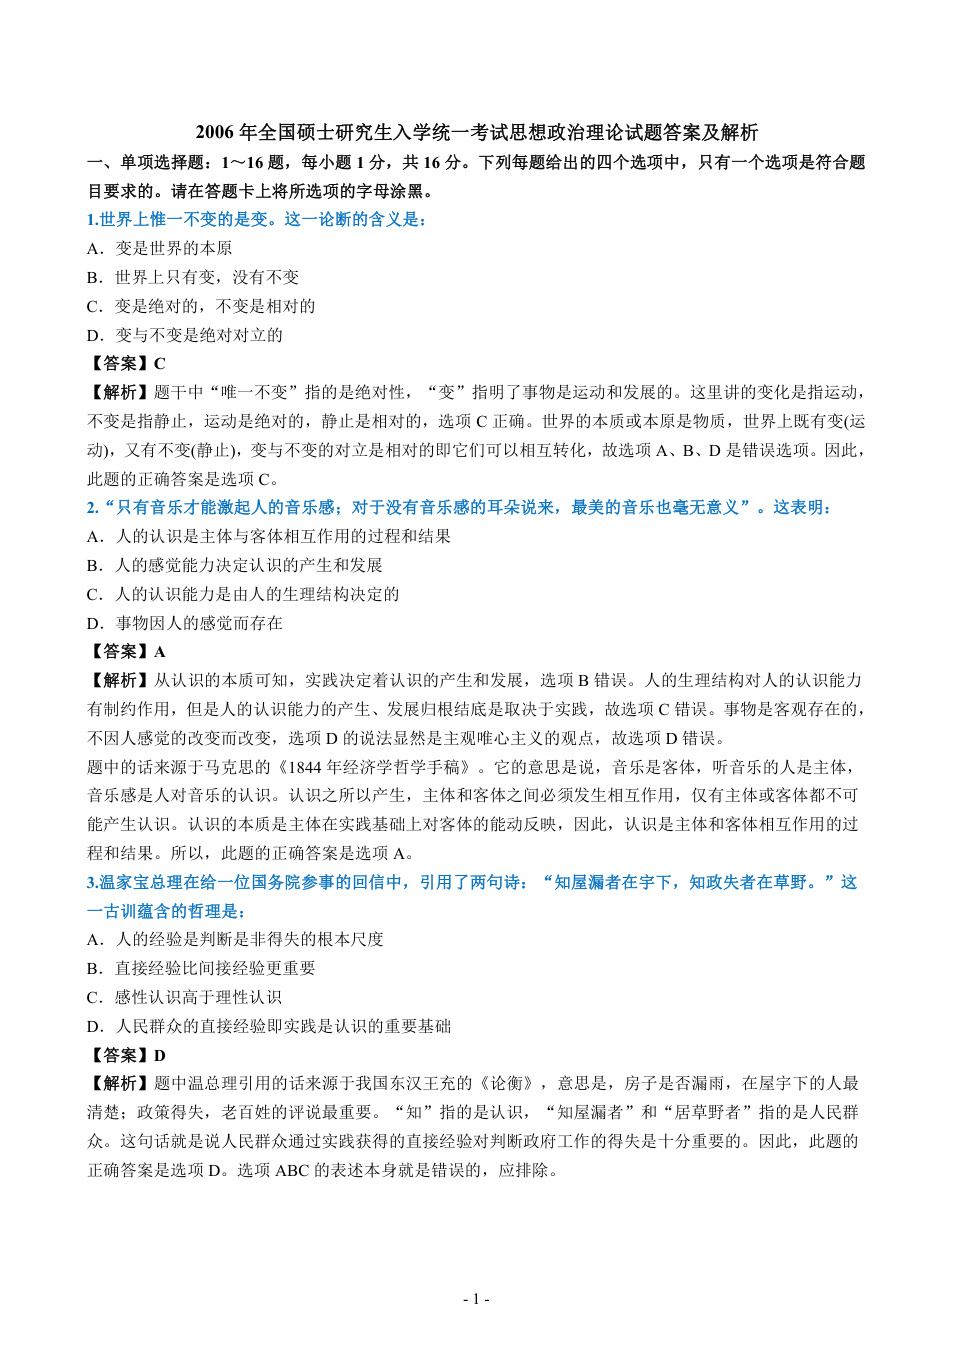 2006 年全国硕士研究生入学统一考试思想政治理论试题答案及解析
一、单项选择题：1～16 题，每小题 1 分，共 16 分。下列每题给出的四个选项中，只有一个选项是符合题
目要求的。请在答题卡上将所选项的字母涂黑。
1.世界上惟一不变的是变。这一论断的含义是：
A．变是世界的本原
B．世界上只有变，没有不变
C．变是绝对的，不变是相对的
D．变与不变是绝对对立的
【答案】C
【解析】题干中“唯一不变”指的是绝对性，“变”指明了事物是运动和发展的。这里讲的变化是指运动，
不变是指静止，运动是绝对的，静止是相对的，选项 C 正确。世界的本质或本原是物质，世界上既有变(运
动)，又有不变(静止)，变与不变的对立是相对的即它们可以相互转化，故选项 A、B、D 是错误选项。因此，
此题的正确答案是选项 C。
2.“只有音乐才能激起人的音乐感；对于没有音乐感的耳朵说来，最美的音乐也毫无意义”。这表明：
A．人的认识是主体与客体相互作用的过程和结果
B．人的感觉能力决定认识的产生和发展
C．人的认识能力是由人的生理结构决定的
D．事物因人的感觉而存在
【答案】A
【解析】从认识的本质可知，实践决定着认识的产生和发展，选项 B 错误。人的生理结构对人的认识能力
有制约作用，但是人的认识能力的产生、发展归根结底是取决于实践，故选项 C 错误。事物是客观存在的，
不因人感觉的改变而改变，选项 D 的说法显然是主观唯心主义的观点，故选项 D 错误。
题中的话来源于马克思的《1844 年经济学哲学手稿》。它的意思是说，音乐是客体，听音乐的人是主体，
音乐感是人对音乐的认识。认识之所以产生，主体和客体之间必须发生相互作用，仅有主体或客体都不可
能产生认识。认识的本质是主体在实践基础上对客体的能动反映，因此，认识是主体和客体相互作用的过
程和结果。所以，此题的正确答案是选项 A。
3.温家宝总理在给一位国务院参事的回信中，引用了两句诗：“知屋漏者在宇下，知政失者在草野。”这
一古训蕴含的哲理是：
A．人的经验是判断是非得失的根本尺度
B．直接经验比间接经验更重要
C．感性认识高于理性认识
D．人民群众的直接经验即实践是认识的重要基础
【答案】D
【解析】题中温总理引用的话来源于我国东汉王充的《论衡》，意思是，房子是否漏雨，在屋宇下的人最
清楚；政策得失，老百姓的评说最重要。“知”指的是认识，“知屋漏者”和“居草野者”指的是人民群
众。这句话就是说人民群众通过实践获得的直接经验对判断政府工作的得失是十分重要的。因此，此题的
正确答案是选项 D。选项 ABC 的表述本身就是错误的，应排除。
- 1 -